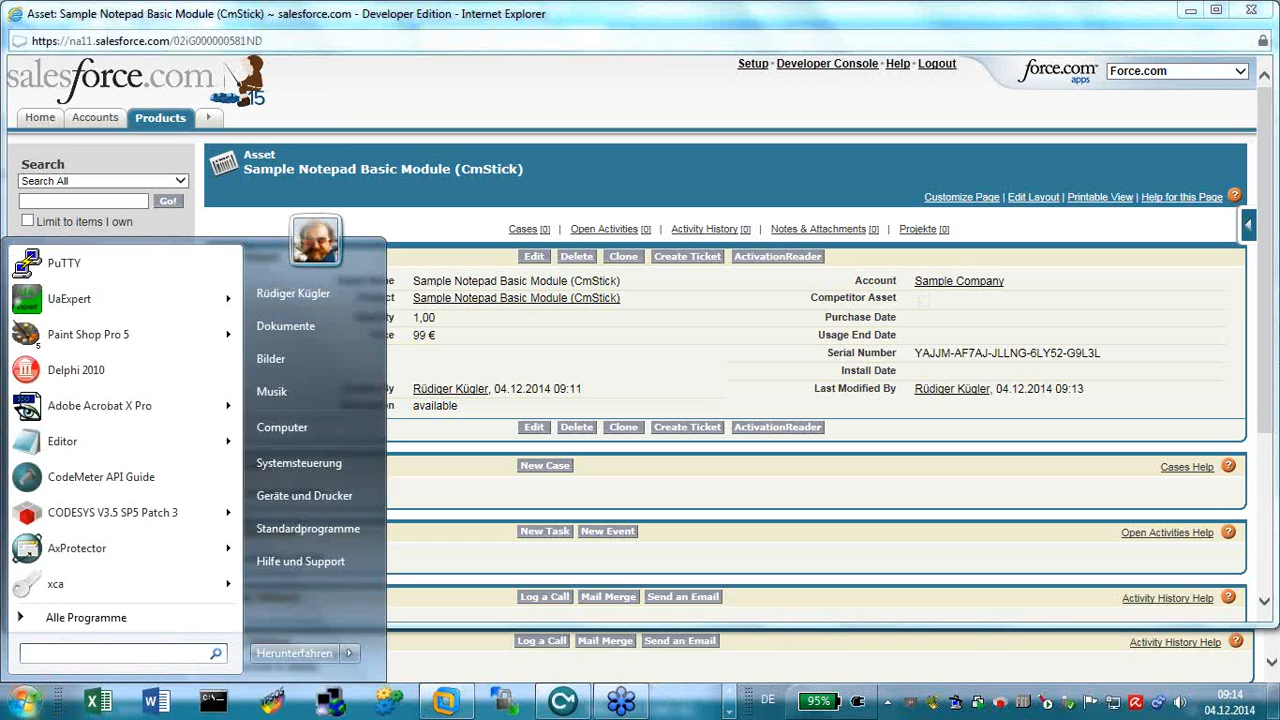 Asset: Sample Notepad Basic Module (CmStick) ~ salesforce.com - Developer Edition - Internet Explorer
https://na11.salesforce.com/02iG000000581ND
salesforce.com
15
Setup | Developer Console | Help | Logout
force.com apps
Force.com
Home
Accounts
Products
Search
Search All
Go!
Limit to items I own
Asset
Sample Notepad Basic Module (CmStick)
Customize Page | Edit Layout | Printable View | Help for this Page
Cases [0] | Open Activities [0] | Activity History [0] | Notes & Attachments [0] | Projekte [0]
Edit Delete Clone Create Ticket ActivationReader
Sample Notepad Basic Module (CmStick)
Account Sample Company
Sample Notepad Basic Module (CmStick)
Competitor Asset
1,00
Purchase Date
99 €
Usage End Date
Serial Number YAJJM-AF7AJ-JLLNG-6LY52-G9L3L
Install Date
Rüdiger Kügler, 04.12.2014 09:11
Last Modified By Rüdiger Kügler, 04.12.2014 09:13
available
Edit Delete Clone Create Ticket ActivationReader
New Case
Cases Help
New Task New Event
Open Activities Help
Log a Call Mail Merge Send an Email
Activity History Help
Log a Call Mail Merge Send an Email
Activity History Help
PuTTY
UaExpert
Paint Shop Pro 5
Delphi 2010
Adobe Acrobat X Pro
Editor
CodeMeter API Guide
CODESYS V3.5 SP5 Patch 3
AxProtector
xca
Alle Programme
Rüdiger Kügler
Dokumente
Bilder
Musik
Computer
Systemsteuerung
Geräte und Drucker
Standardprogramme
Hilfe und Support
Herunterfahren
DE
95%
09:14
04.12.2014